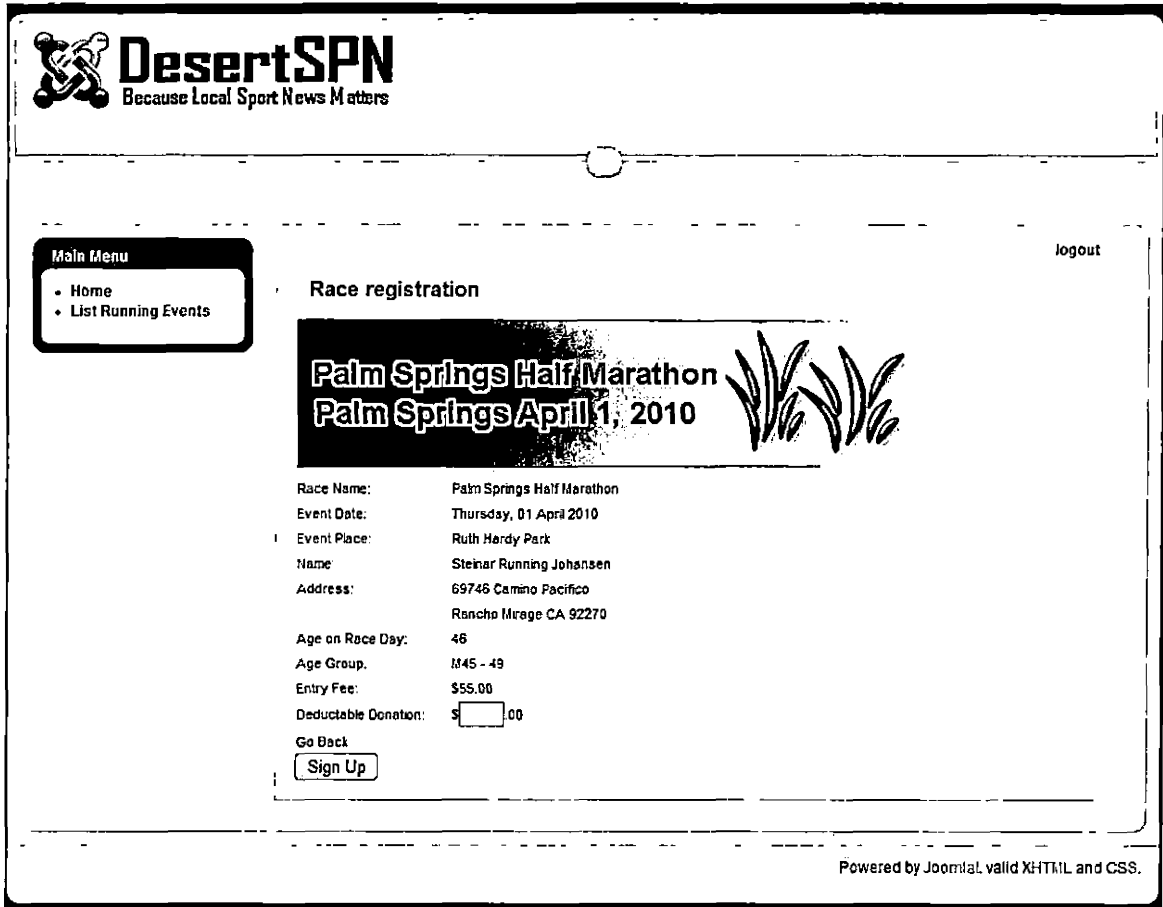 DesertSPN
Because Local Sport News Matters
logout
Main Menu
• Home
• List Running Events
Race registration
Palm Springs Half Marathon
Palm Springs April 1, 2010
Race Name: Palm Springs Half Marathon
Event Date: Thursday, 01 April 2010
Event Place: Ruth Hardy Park
Name: Steinar Running Johansen
Address: 69746 Camino Pacifico
Rancho Mirage CA 92270
Age on Race Day: 46
Age Group: M45 - 49
Entry Fee: $55.00
Deductable Donation: $ .00
Go Back
Sign Up
Powered by Joomla!. valid XHTML and CSS.